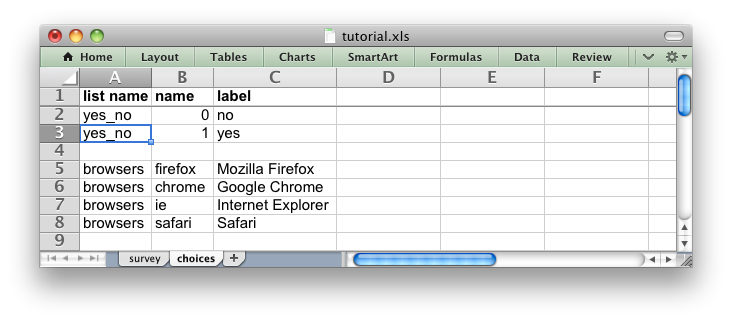 tutorial.xls
Home Layout Tables Charts SmartArt Formulas Data Review
A B C D E F
1 list name name label
2 yes_no 0 no
3 yes_no 1 yes
4
5 browsers firefox Mozilla Firefox
6 browsers chrome Google Chrome
7 browsers ie Internet Explorer
8 browsers safari Safari
9
survey choices +